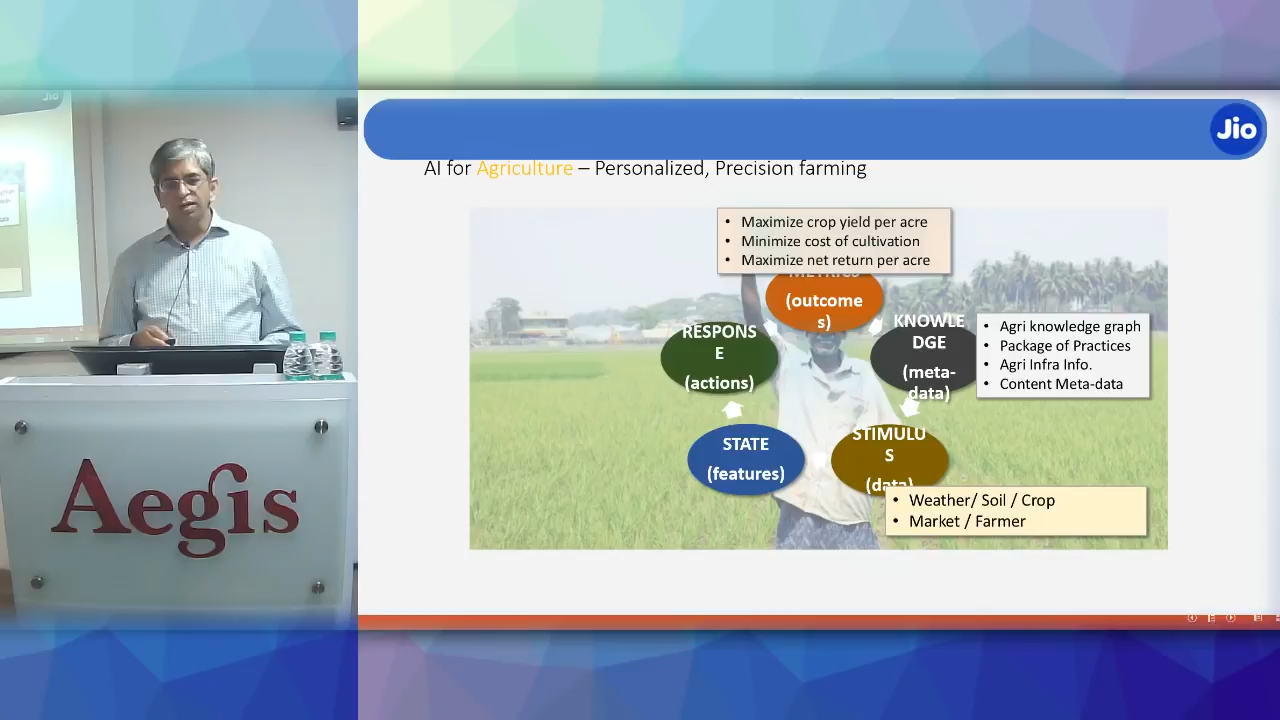 Jio
AI for Agriculture – Personalized, Precision farming
• Maximize crop yield per acre
• Minimize cost of cultivation
• Maximize net return per acre
METRICS
(outcome
s)
RESPONS
E
(actions)
KNOWLE
DGE
(meta-
data)
• Agri knowledge graph
• Package of Practices
• Agri Infra Info.
• Content Meta-data
STATE
(features)
STIMULU
S
(data)
• Weather/ Soil / Crop
• Market / Farmer
Aegis